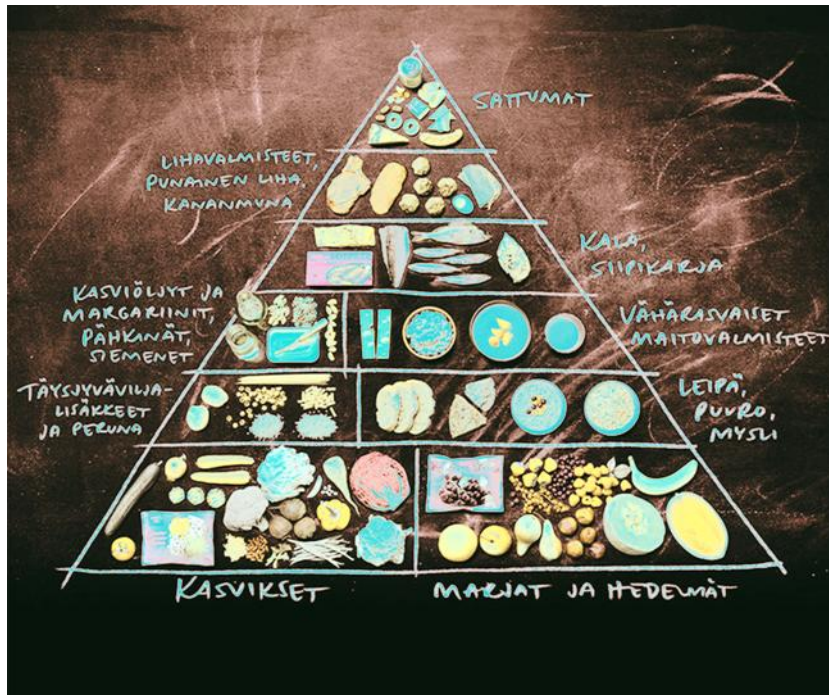 SATTUMAT
LIHAVALMISTEET,
PUNAINEN LIHA,
KANANMUNA
KALA,
SIIPIKARJA
KASVIÖLJYT JA
MARGARIINIT,
PÄHKINÄT,
SIEMENET
VÄHÄRASVAISET
MAITOVALMISTEET
TÄYSJYVÄVILJA-
LISÄKKEET
JA PERUNA
LEIPÄ,
PUURO,
MYSLI
KASVIKSET
MARJAT JA HEDELMÄT